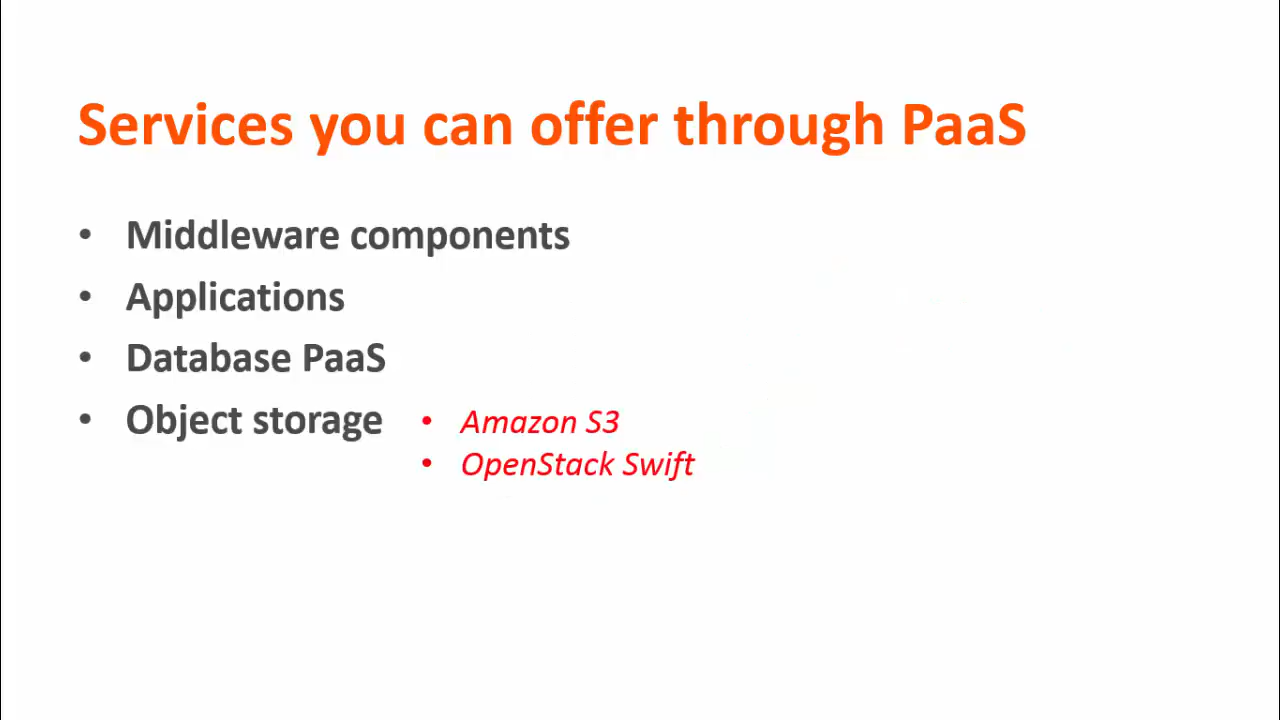 Services you can offer through PaaS
• Middleware components
• Applications
• Database PaaS
• Object storage • Amazon S3
• OpenStack Swift